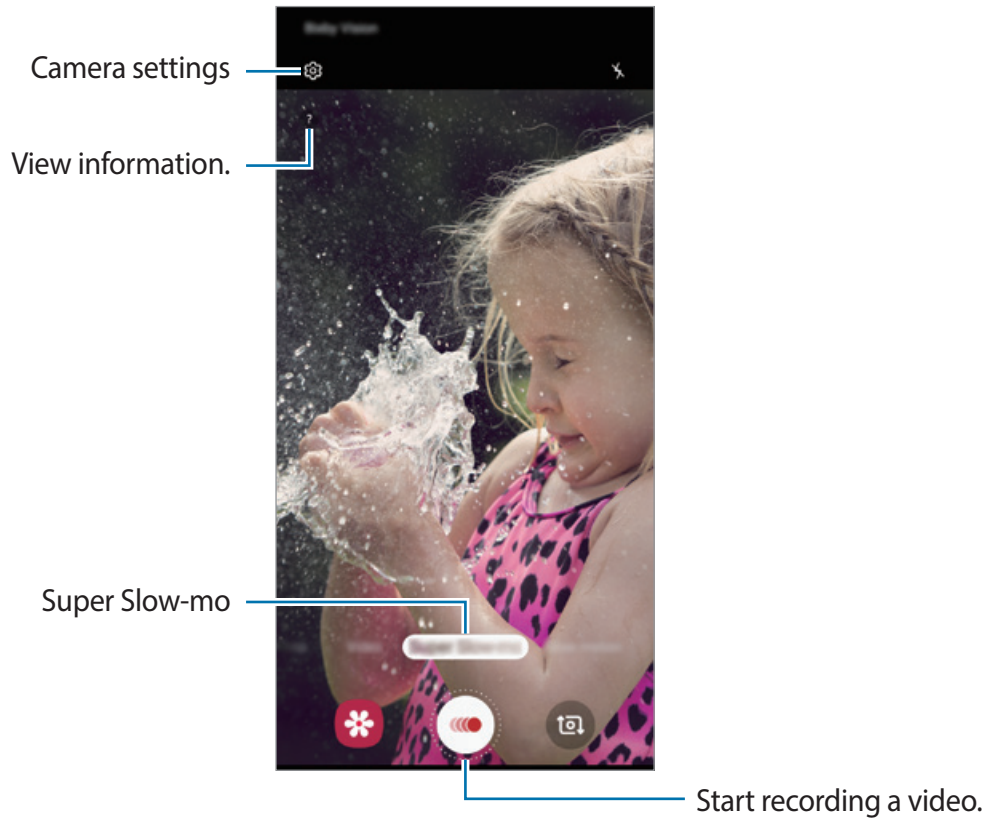 Camera settings
?
View information.
Super Slow-mo
Start recording a video.